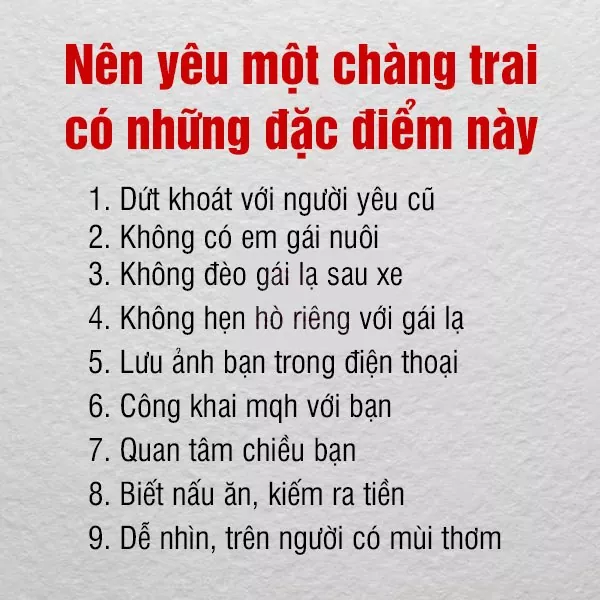 Nên yêu một chàng trai
có những đặc điểm này
1. Dứt khoát với người yêu cũ
2. Không có em gái nuôi
3. Không đèo gái lạ sau xe
4. Không hẹn hò riêng với gái lạ
5. Lưu ảnh bạn trong điện thoại
6. Công khai mqh với bạn
7. Quan tâm chiều bạn
8. Biết nấu ăn, kiếm ra tiền
9. Dễ nhìn, trên người có mùi thơm